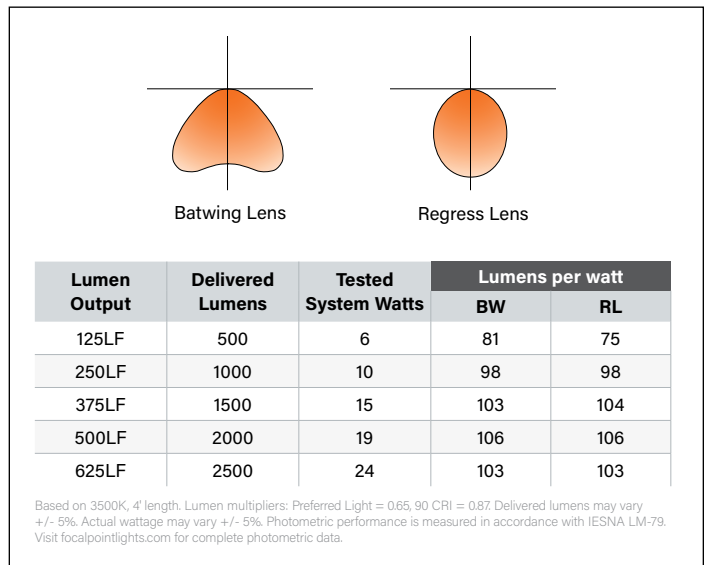 Batwing Lens
Regress Lens
Lumen Output Delivered Lumens Tested System Watts Lumens per watt
BW RL
125LF 500 6 81 75
250LF 1000 10 98 98
375LF 1500 15 103 104
500LF 2000 19 106 106
625LF 2500 24 103 103
Based on 3500K, 4' length. Lumen multipliers: Preferred Light = 0.65, 90 CRI = 0.87. Delivered lumens may vary
+/- 5%. Actual wattage may vary +/- 5%. Photometric performance is measured in accordance with IESNA LM-79.
Visit focalpointlights.com for complete photometric data.